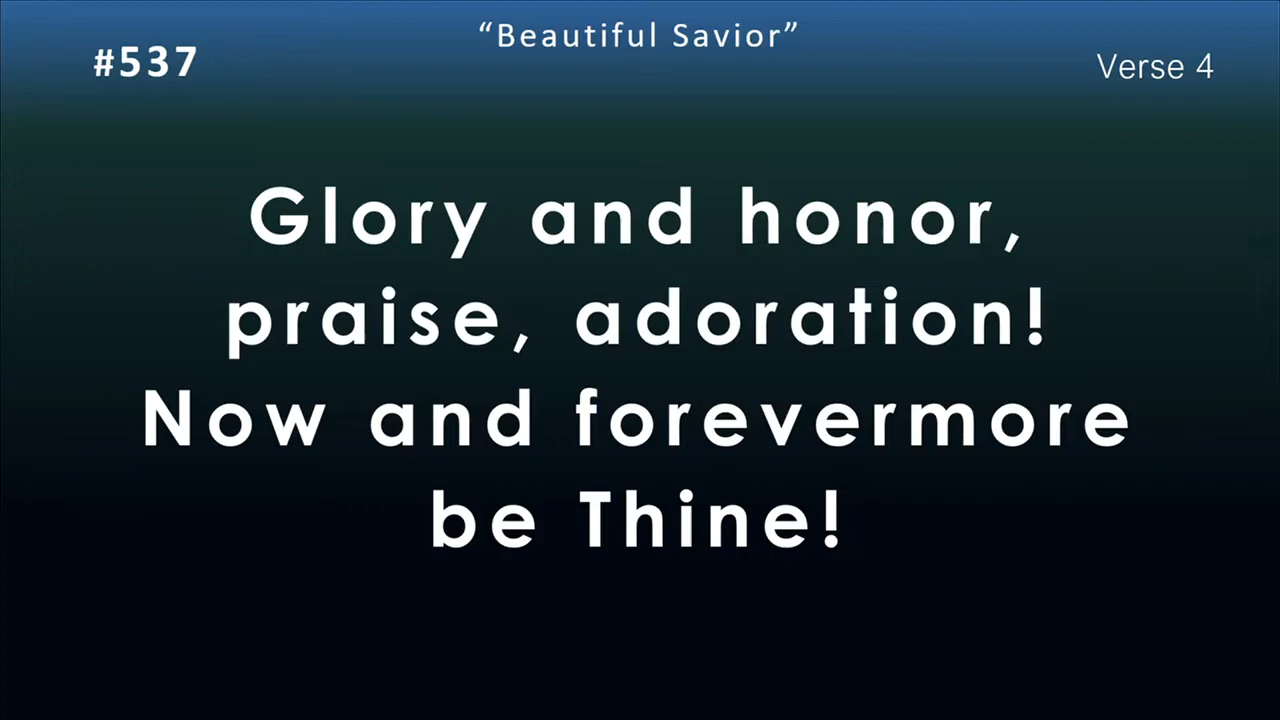 “Beautiful Savior”
#537
Verse 4
Glory and honor,
praise, adoration!
Now and forevermore
be Thine!